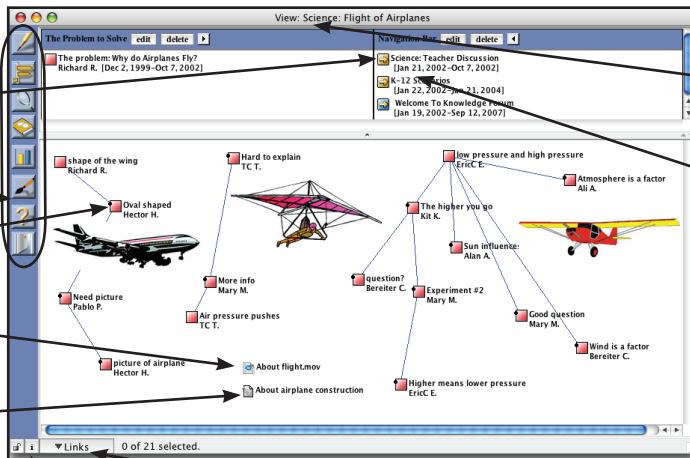 View: Science: Flight of Airplanes
The Problem to Solve edit delete
Navigation Bar edit delete
The problem: Why do Airplanes Fly?
Richard R. [Dec 2, 1999-Oct 7, 2002]
Science: Teacher Discussion
[Jan 21, 2002-Oct 7, 2002]
K-12 Scenarios
[Jan 22, 2002-Jan 21, 2004]
Welcome To Knowledge Forum
[Jan 19, 2002-Sep 12, 2007]
shape of the wing
Richard R.
Hard to explain
TC T.
low pressure and high pressure
EricC E.
Atmosphere is a factor
Ali A.
Oval shaped
Hector H.
The higher you go
Kit K.
Sun influence
Alan A.
More info
Mary M.
question?
Bereiter C.
Experiment #2
Mary M.
Need picture
Pablo P.
Air pressure pushes
TC T.
Good question
Mary M.
Wind is a factor
Bereiter C.
picture of airplane
Hector H.
About flight.mov
About airplane construction
Higher means lower pressure
EricC E.
Links 0 of 21 selected.